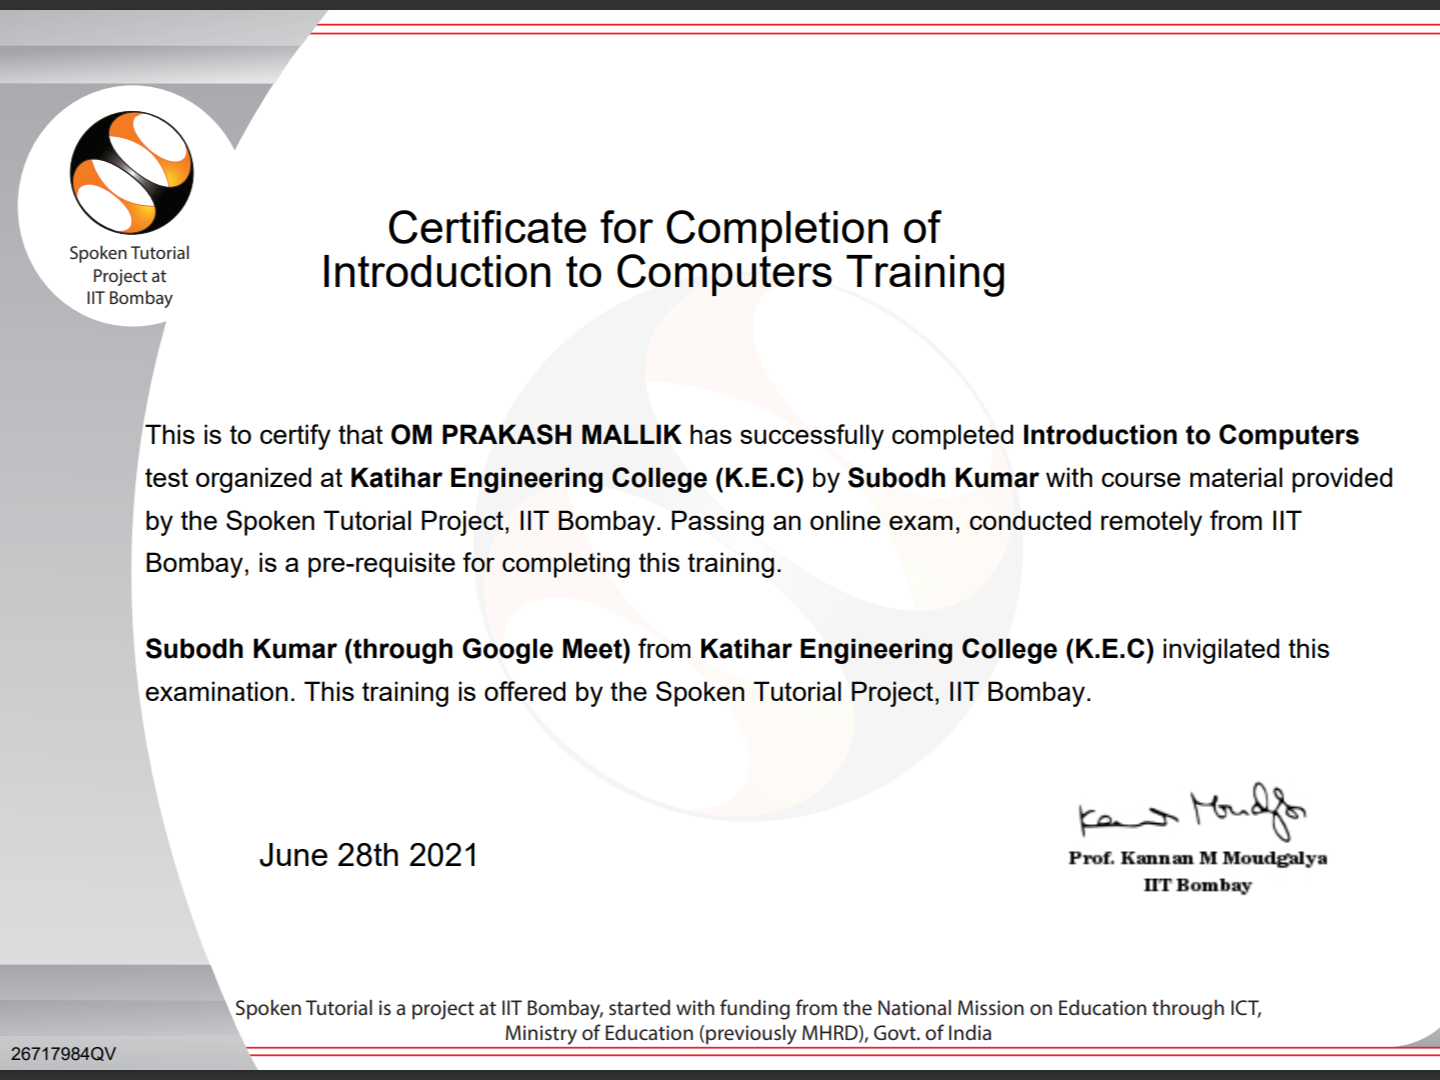 Spoken Tutorial
Project at
IIT Bombay
Certificate for Completion of
Introduction to Computers Training
This is to certify that OM PRAKASH MALLIK has successfully completed Introduction to Computers
test organized at Katihar Engineering College (K.E.C) by Subodh Kumar with course material provided
by the Spoken Tutorial Project, IIT Bombay. Passing an online exam, conducted remotely from IIT
Bombay, is a pre-requisite for completing this training.
Subodh Kumar (through Google Meet) from Katihar Engineering College (K.E.C) invigilated this
examination. This training is offered by the Spoken Tutorial Project, IIT Bombay.
June 28th 2021
Kannan Moudgalya
Prof. Kannan M Moudgalya
IIT Bombay
Spoken Tutorial is a project at IIT Bombay, started with funding from the National Mission on Education through ICT,
Ministry of Education (previously MHRD), Govt. of India
26717984QV